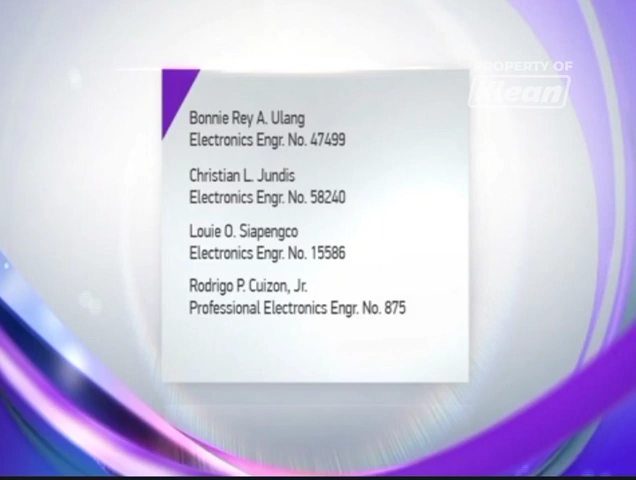 PROPERTY OF
Klean
Bonnie Rey A. Ulang
Electronics Engr. No. 47499
Christian L. Jundis
Electronics Engr. No. 58240
Louie O. Siapengco
Electronics Engr. No. 15586
Rodrigo P. Cuizon, Jr.
Professional Electronics Engr. No. 875